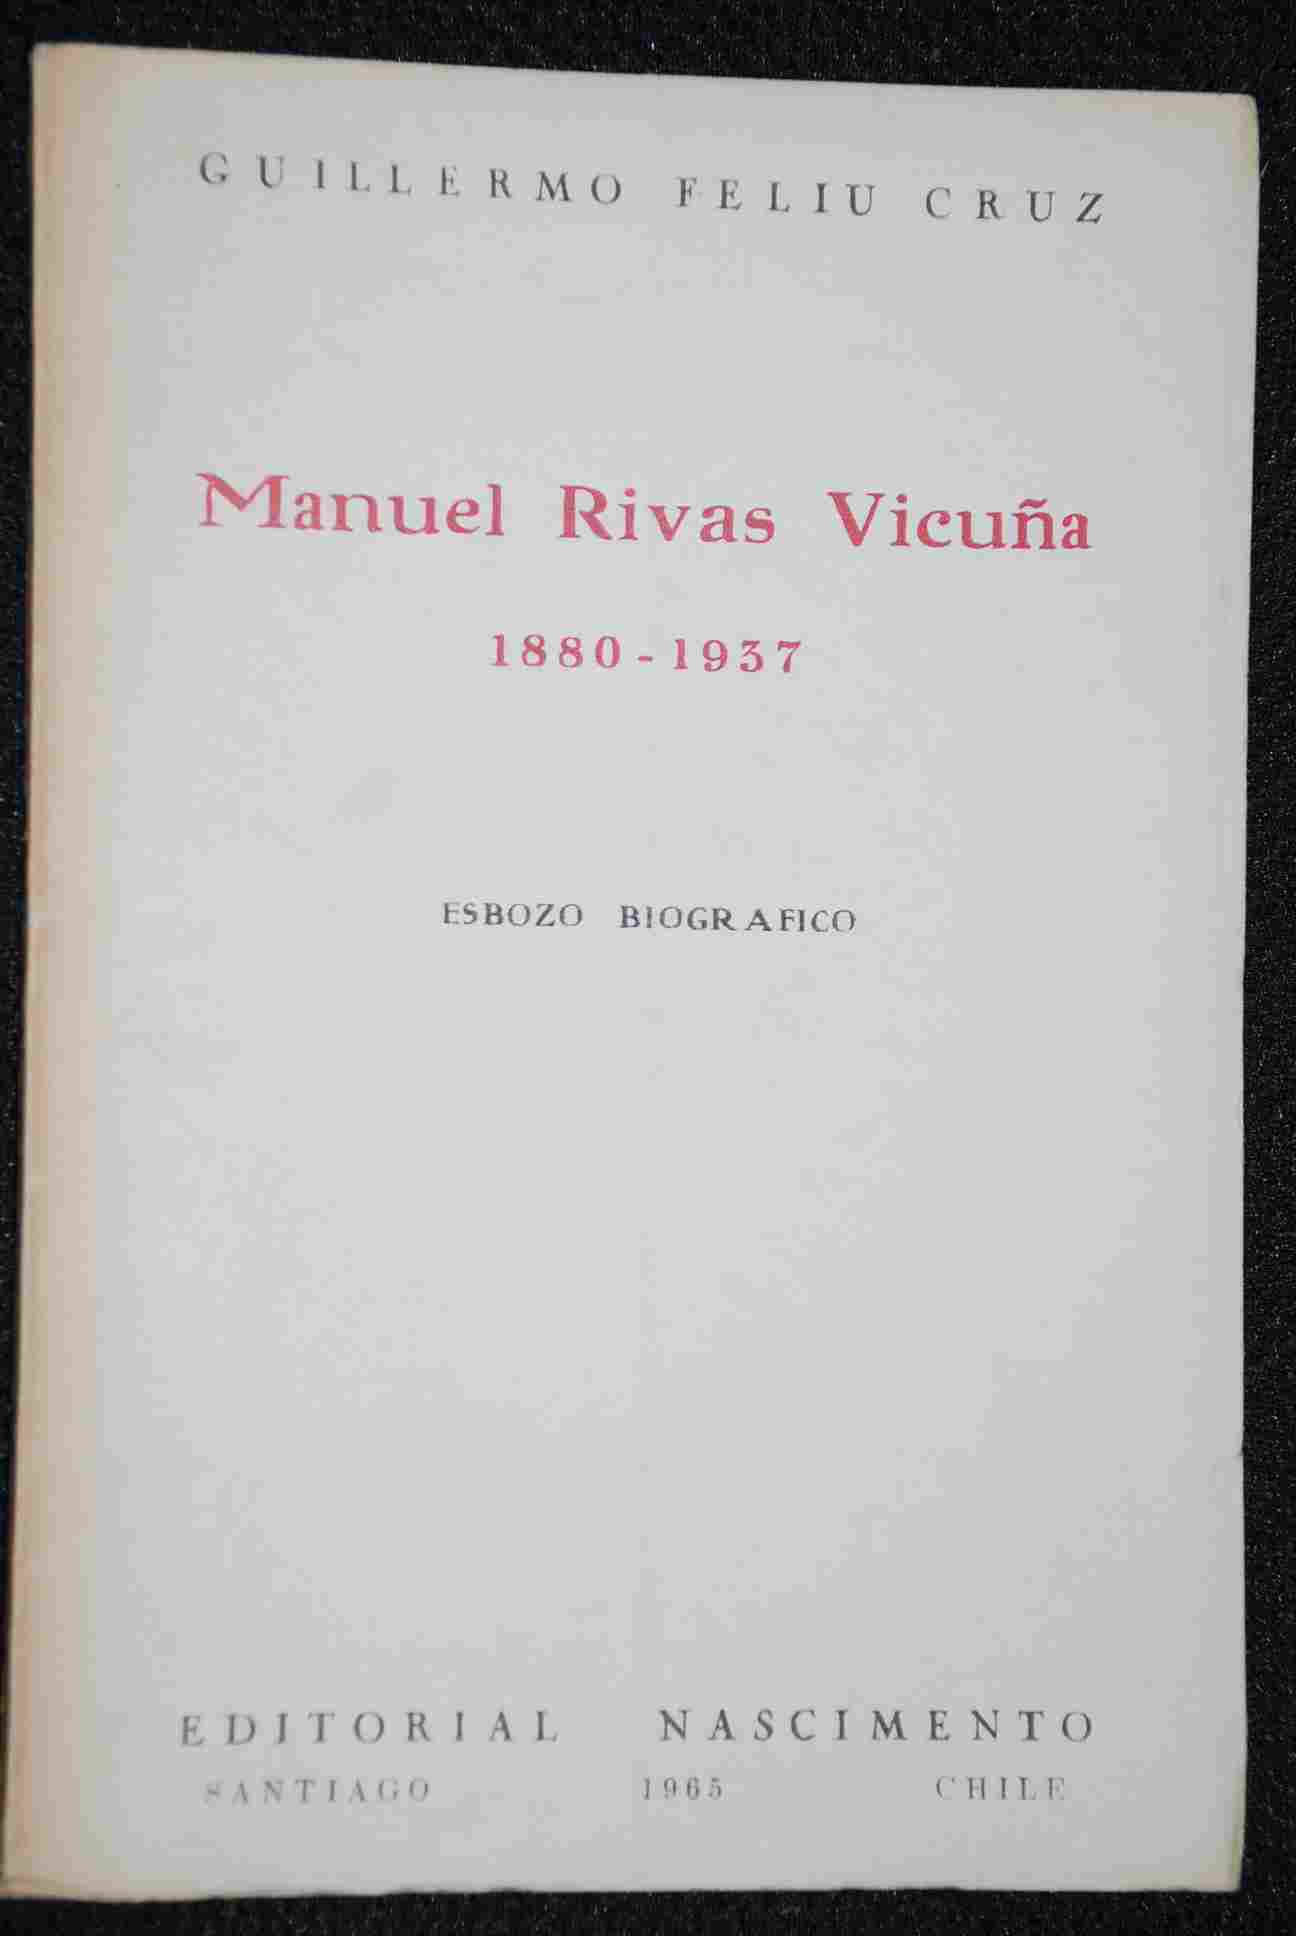 GUILLERMO FELIU CRUZ
Manuel Rivas Vicuña
1880-1937
ESBOZO BIOGRAFICO
EDITORIAL NASCIMENTO
SANTIAGO 1965 CHILE